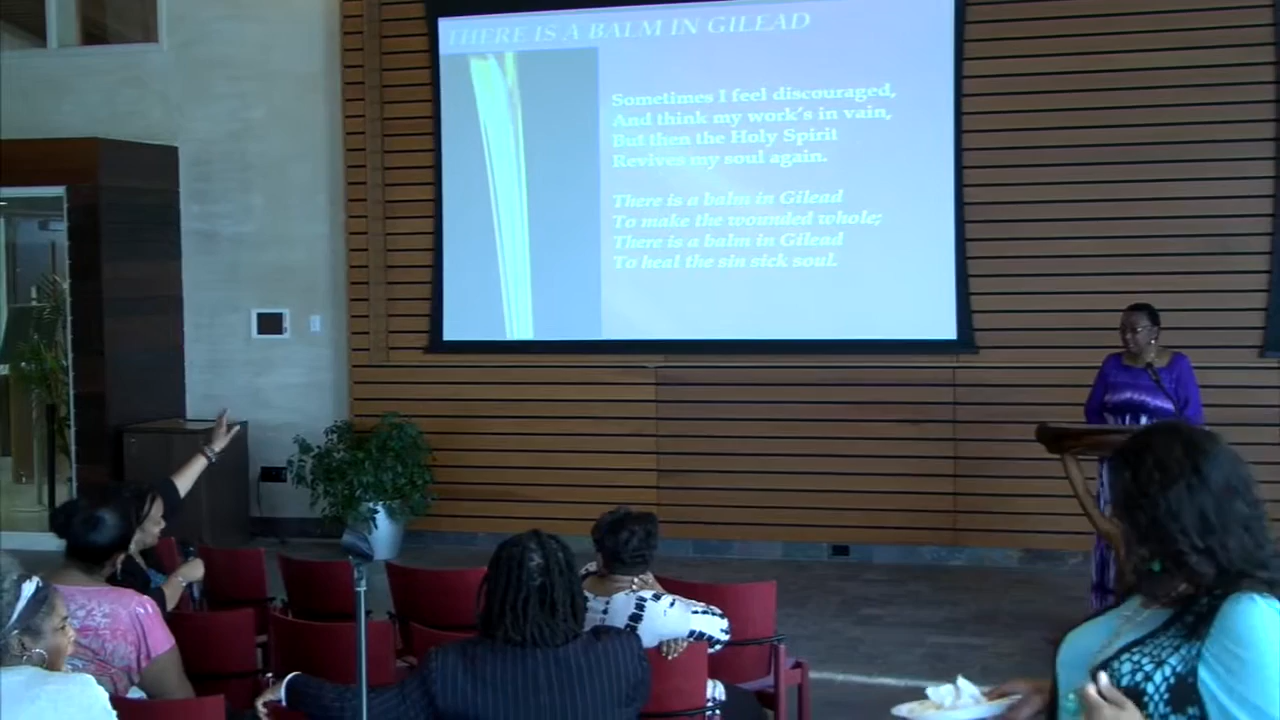 THERE IS A BALM IN GILEAD
Sometimes I feel discouraged,
And think my work's in vain,
But then the Holy Spirit
Revives my soul again.
There is a balm in Gilead
To make the wounded whole;
There is a balm in Gilead
To heal the sin sick soul.